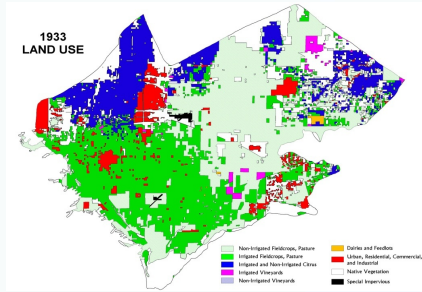 1933
LAND USE
Non-Irrigated Fieldcrops, Pasture
Irrigated Fieldcrops, Pasture
Irrigated and Non-Irrigated Citrus
Irrigated Vineyards
Non-Irrigated Vineyards
Dairies and Feedlots
Urban, Residential, Commercial,
and Industrial
Native Vegetation
Special Impervious